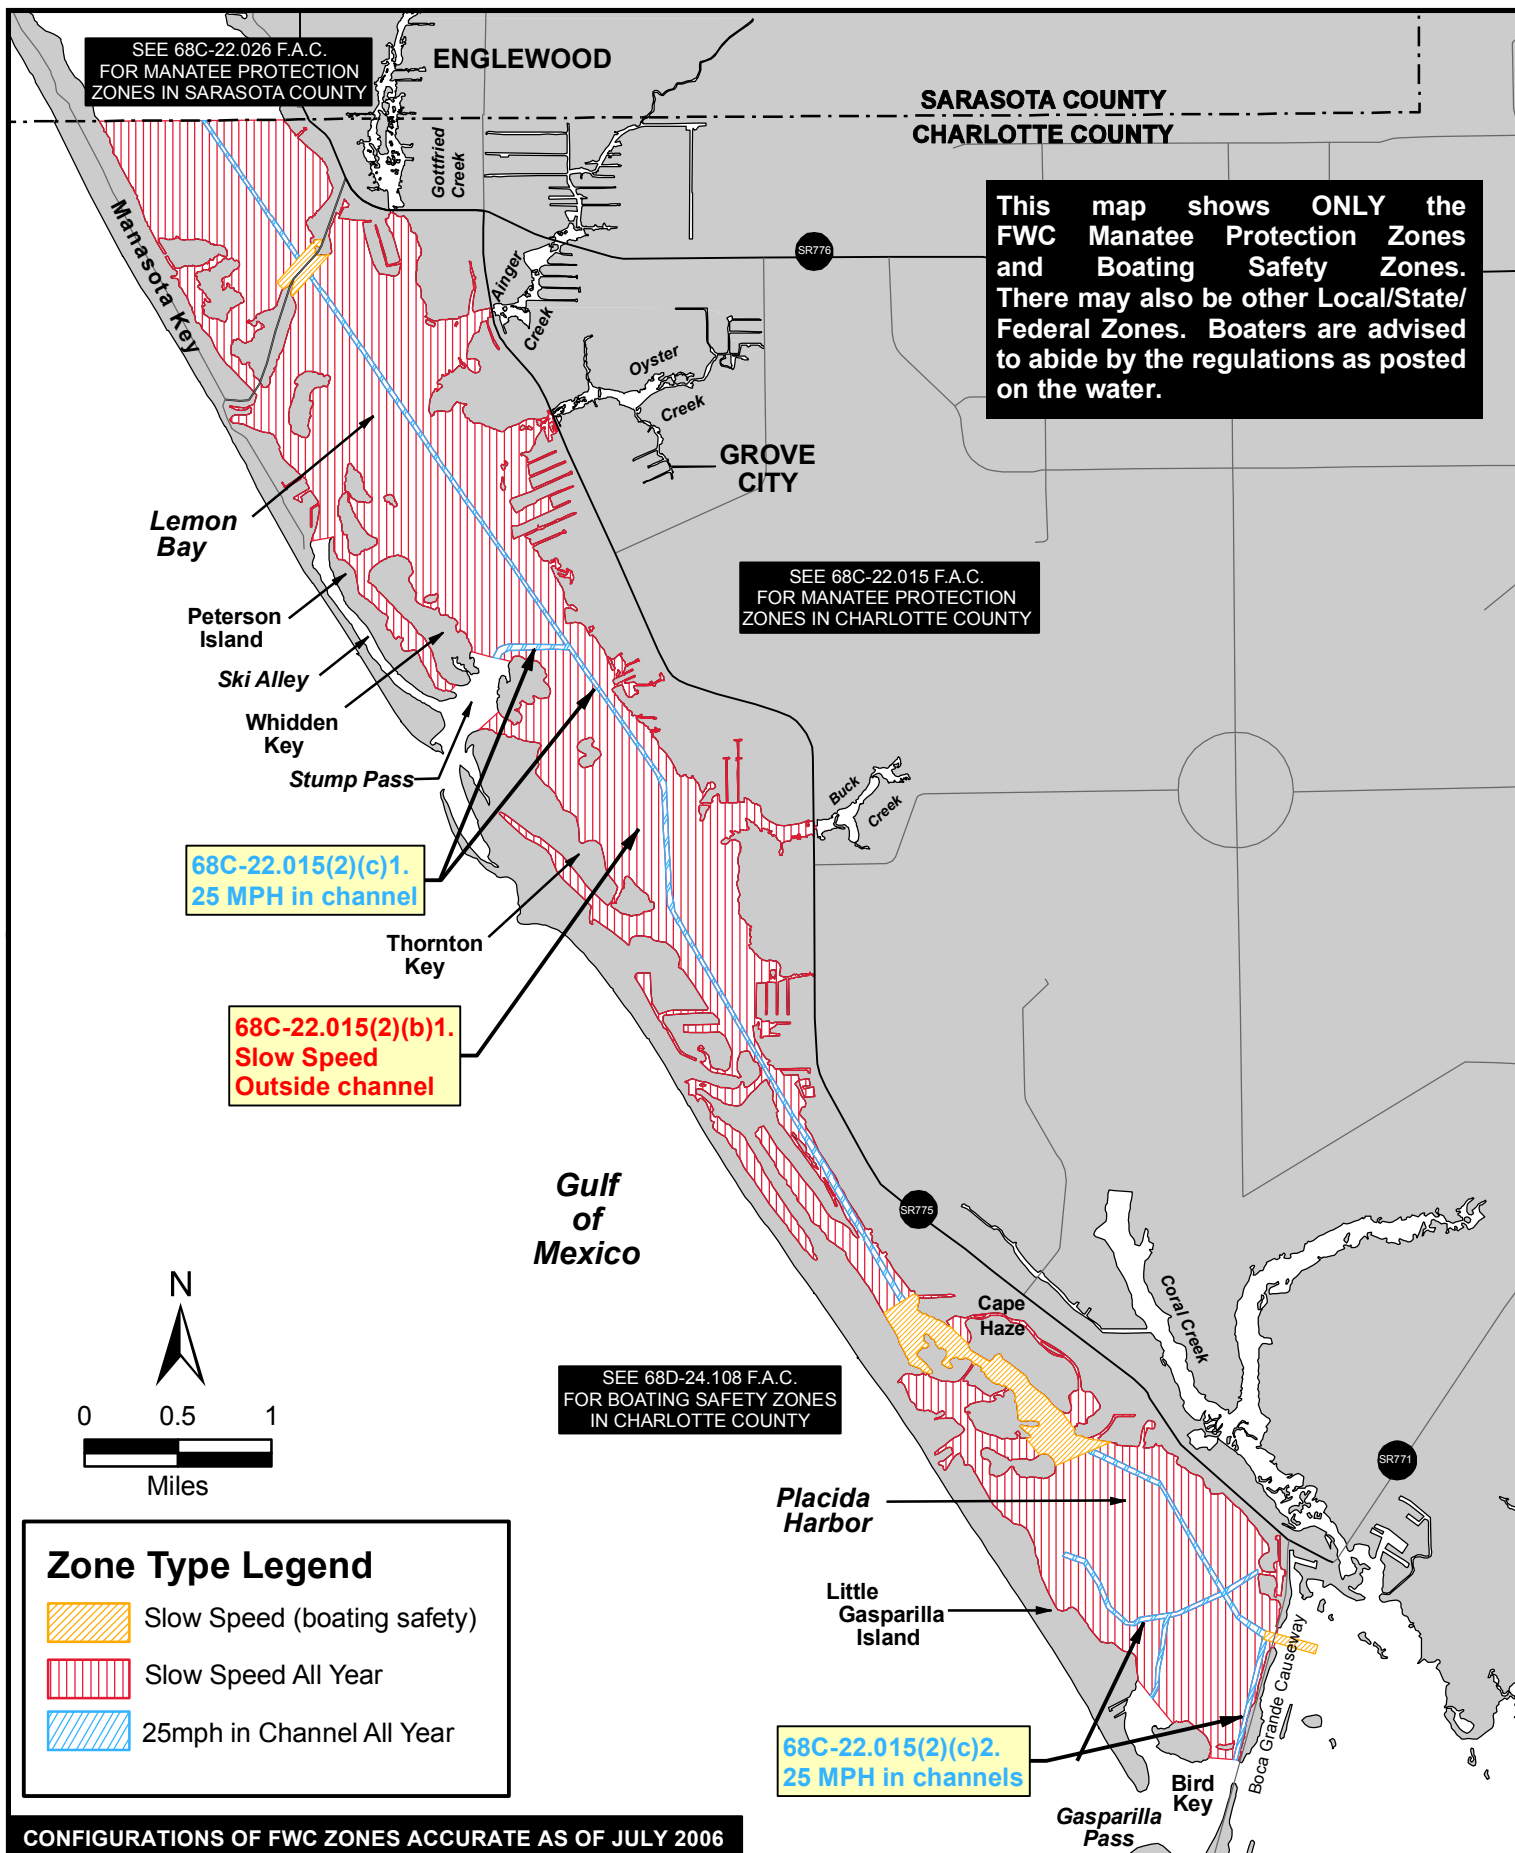 SEE 68C-22.026 F.A.C.
FOR MANATEE PROTECTION
ZONES IN SARASOTA COUNTY
ENGLEWOOD
SARASOTA COUNTY
CHARLOTTE COUNTY
Gottfried
Creek
This map shows ONLY the
FWC Manatee Protection Zones
and Boating Safety Zones.
There may also be other Local/State/
Federal Zones. Boaters are advised
to abide by the regulations as posted
on the water.
Manasota Key
SR776
Ainger
Creek
Oyster
Creek
GROVE
CITY
Lemon
Bay
SEE 68C-22.015 F.A.C.
FOR MANATEE PROTECTION
ZONES IN CHARLOTTE COUNTY
Peterson
Island
Ski Alley
Whidden
Key
Stump Pass
Buck
Creek
68C-22.015(2)(c)1.
25 MPH in channel
Thornton
Key
68C-22.015(2)(b)1.
Slow Speed
Outside channel
Gulf
of
Mexico
SR775
Coral Creek
N
Cape
Haze
SEE 68D-24.108 F.A.C.
FOR BOATING SAFETY ZONES
IN CHARLOTTE COUNTY
0 0.5 1
Miles
SR771
Placida
Harbor
Little
Gasparilla
Island
Boca Grande Causeway
Zone Type Legend
Slow Speed (boating safety)
Slow Speed All Year
25mph in Channel All Year
68C-22.015(2)(c)2.
25 MPH in channels
Bird
Key
Gasparilla
Pass
CONFIGURATIONS OF FWC ZONES ACCURATE AS OF JULY 2006